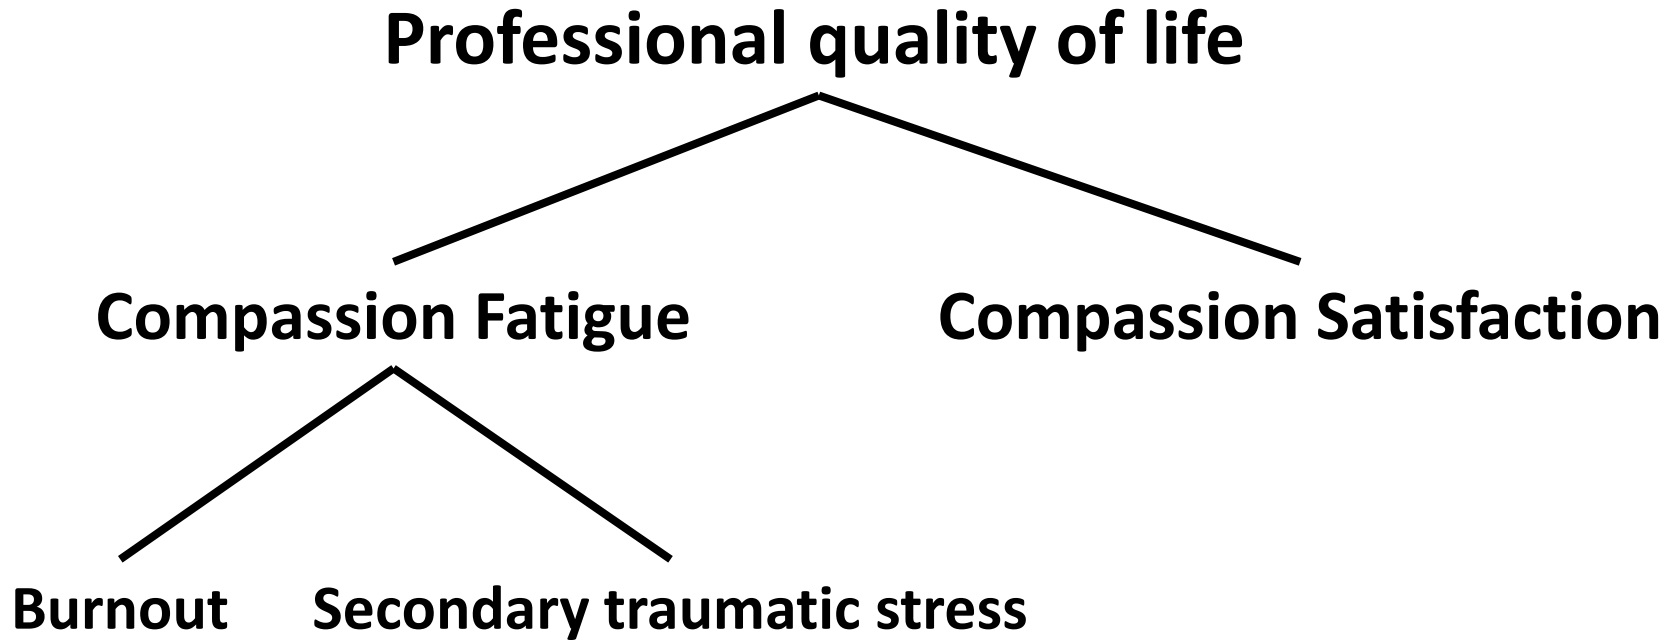 Professional quality of life
Compassion Fatigue
Compassion Satisfaction
Burnout
Secondary traumatic stress